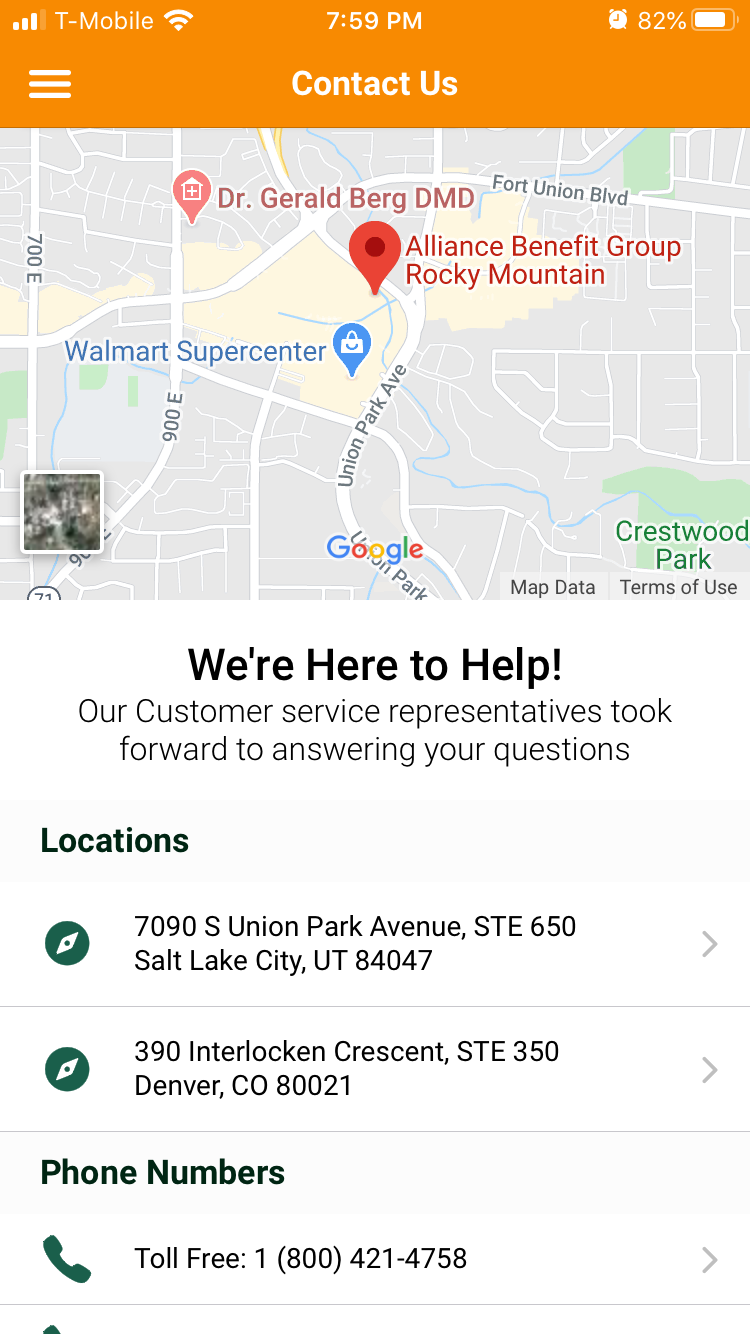 T-Mobile 7:59 PM 82%
Contact Us
Dr. Gerald Berg DMD
Fort Union Blvd
700 E
Alliance Benefit Group
Rocky Mountain
Walmart Supercenter
900 E
Union Park Ave
Crestwood
Park
Google
Union Park
71
Map Data Terms of Use
We're Here to Help!
Our Customer service representatives took
forward to answering your questions
Locations
7090 S Union Park Avenue, STE 650
Salt Lake City, UT 84047
390 Interlocken Crescent, STE 350
Denver, CO 80021
Phone Numbers
Toll Free: 1 (800) 421-4758